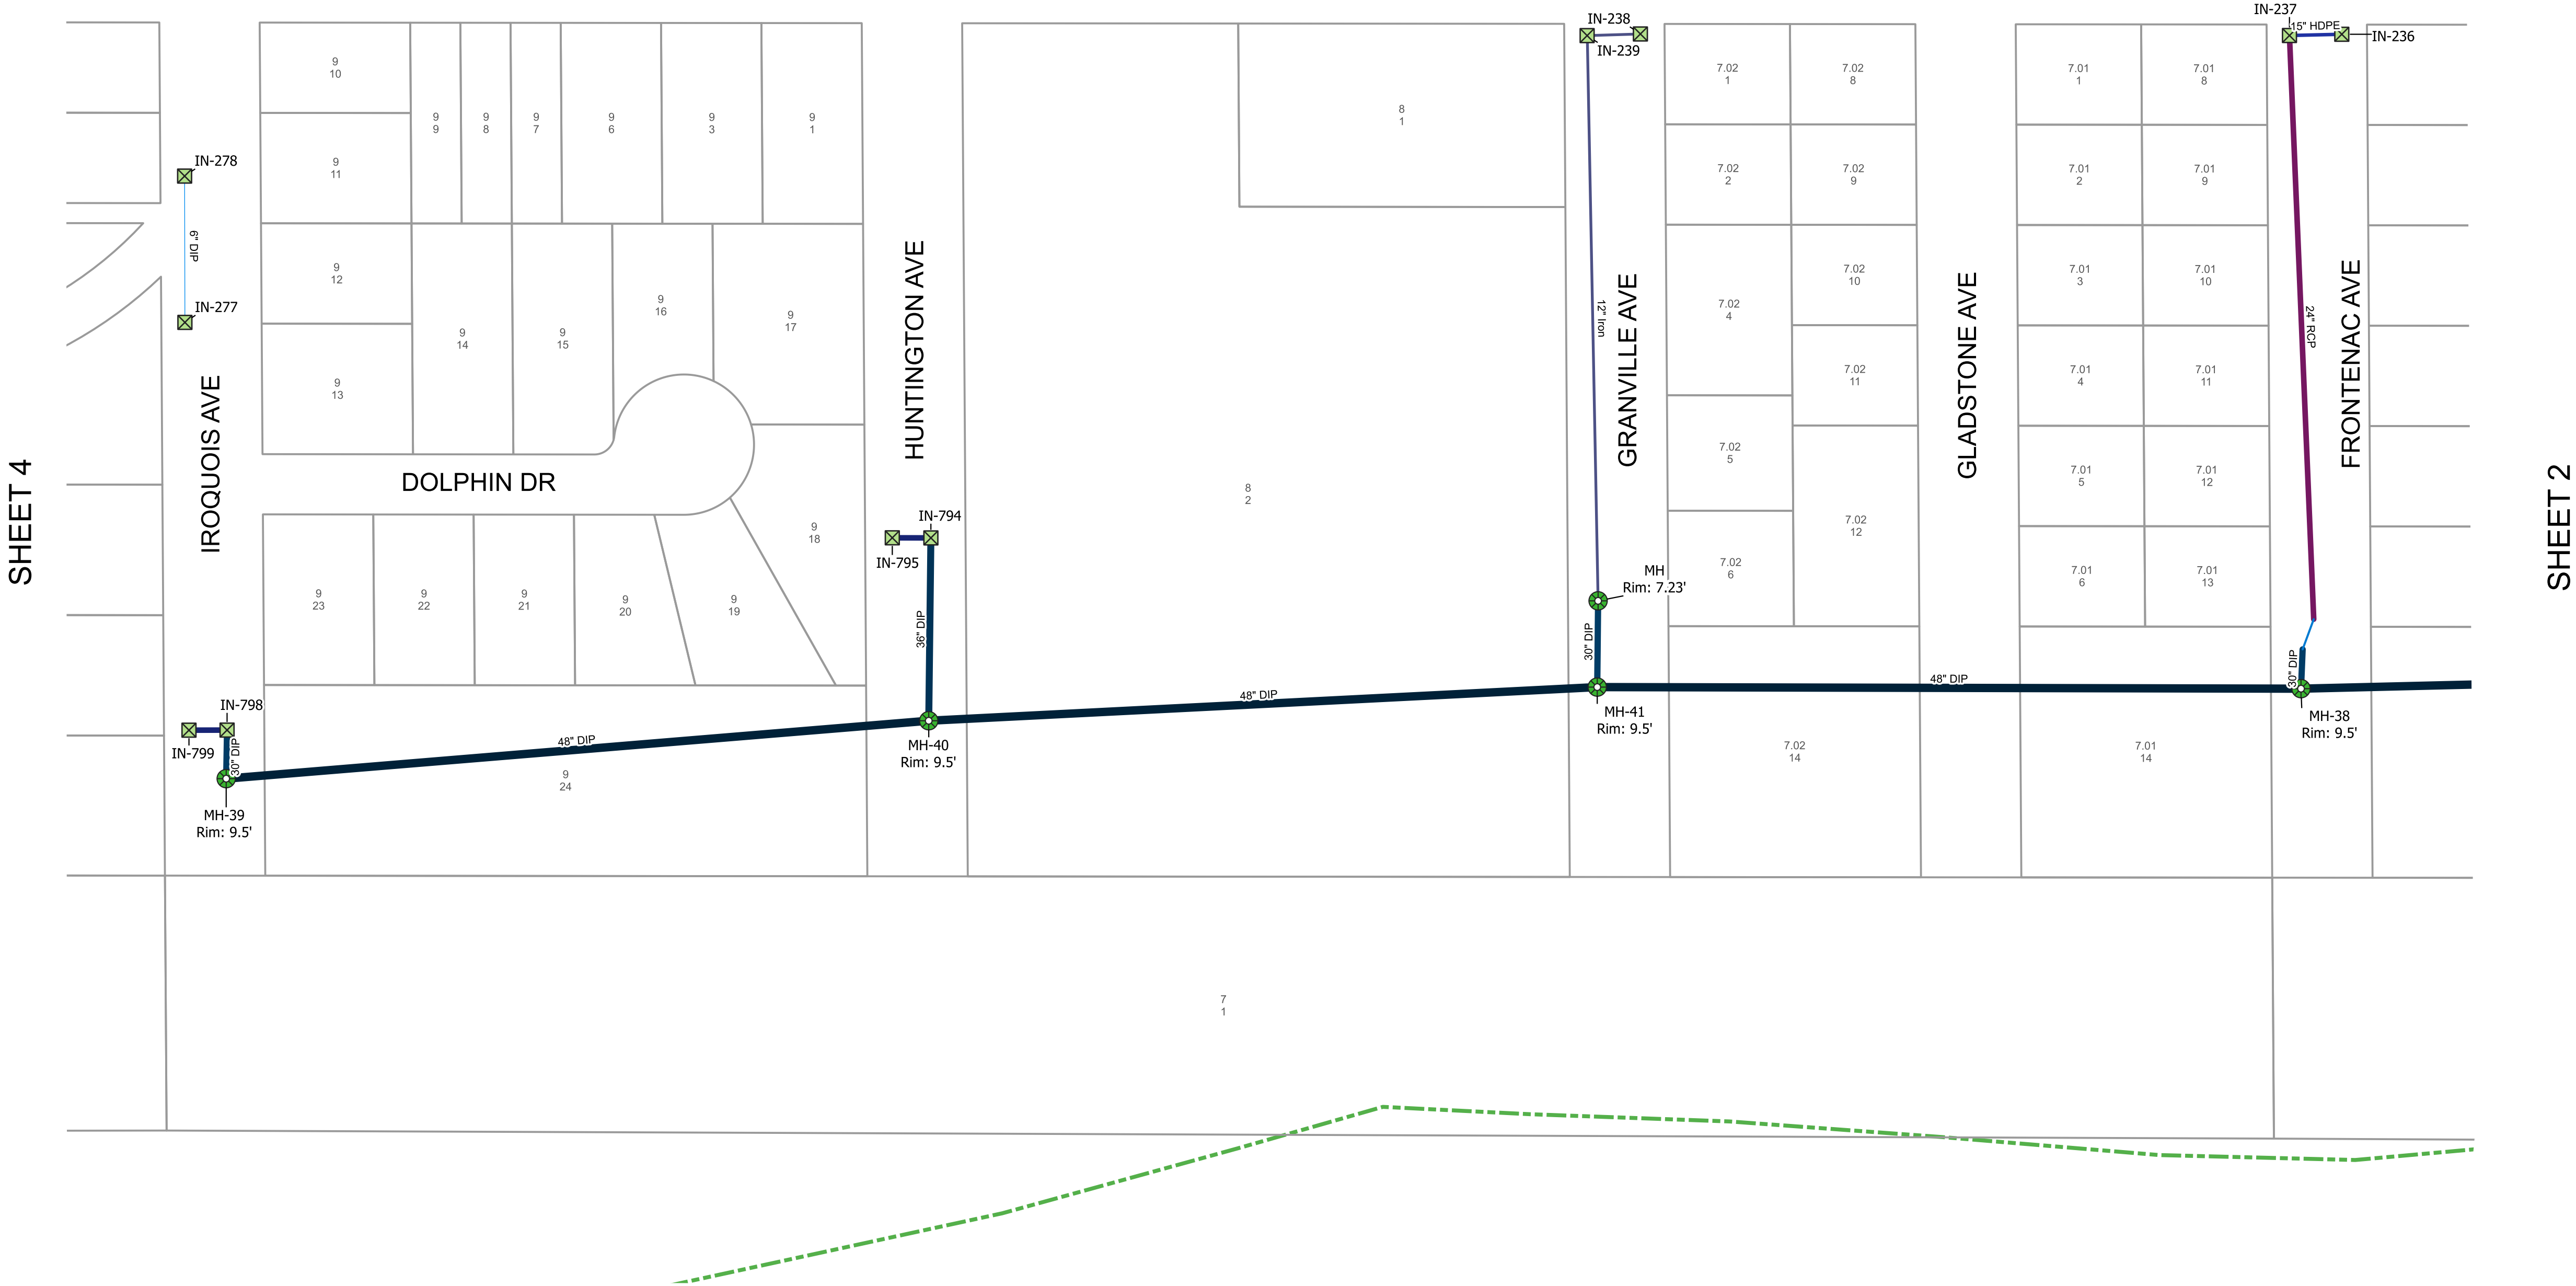 IN-237
15" HDPE
IN-236
IN-238
IN-239
9
10
9
11
9
9
9
8
9
7
9
6
9
3
9
1
8
1
7.02
1
7.02
8
7.01
1
7.01
8
IN-278
6" DIP
IN-277
7.02
2
7.02
9
7.01
2
7.01
9
9
12
9
13
9
14
9
15
9
16
9
17
7.02
4
7.02
10
7.02
11
7.01
3
7.01
10
7.01
4
7.01
11
12" Iron
24" RCP
IROQUOIS AVE
HUNTINGTON AVE
GRANVILLE AVE
GLADSTONE AVE
FRONTENAC AVE
SHEET 4
DOLPHIN DR
SHEET 2
8
2
7.02
5
7.02
6
7.02
12
7.01
5
7.01
12
7.01
6
7.01
13
IN-794
IN-795
9
18
9
23
9
22
9
21
9
20
9
19
36" DIP
MH
Rim: 7.23'
30" DIP
30" DIP
IN-798
IN-799
30" DIP
48" DIP
48" DIP
48" DIP
MH-39
Rim: 9.5'
9
24
MH-40
Rim: 9.5'
MH-41
Rim: 9.5'
MH-38
Rim: 9.5'
7.02
14
7.01
14
7
1